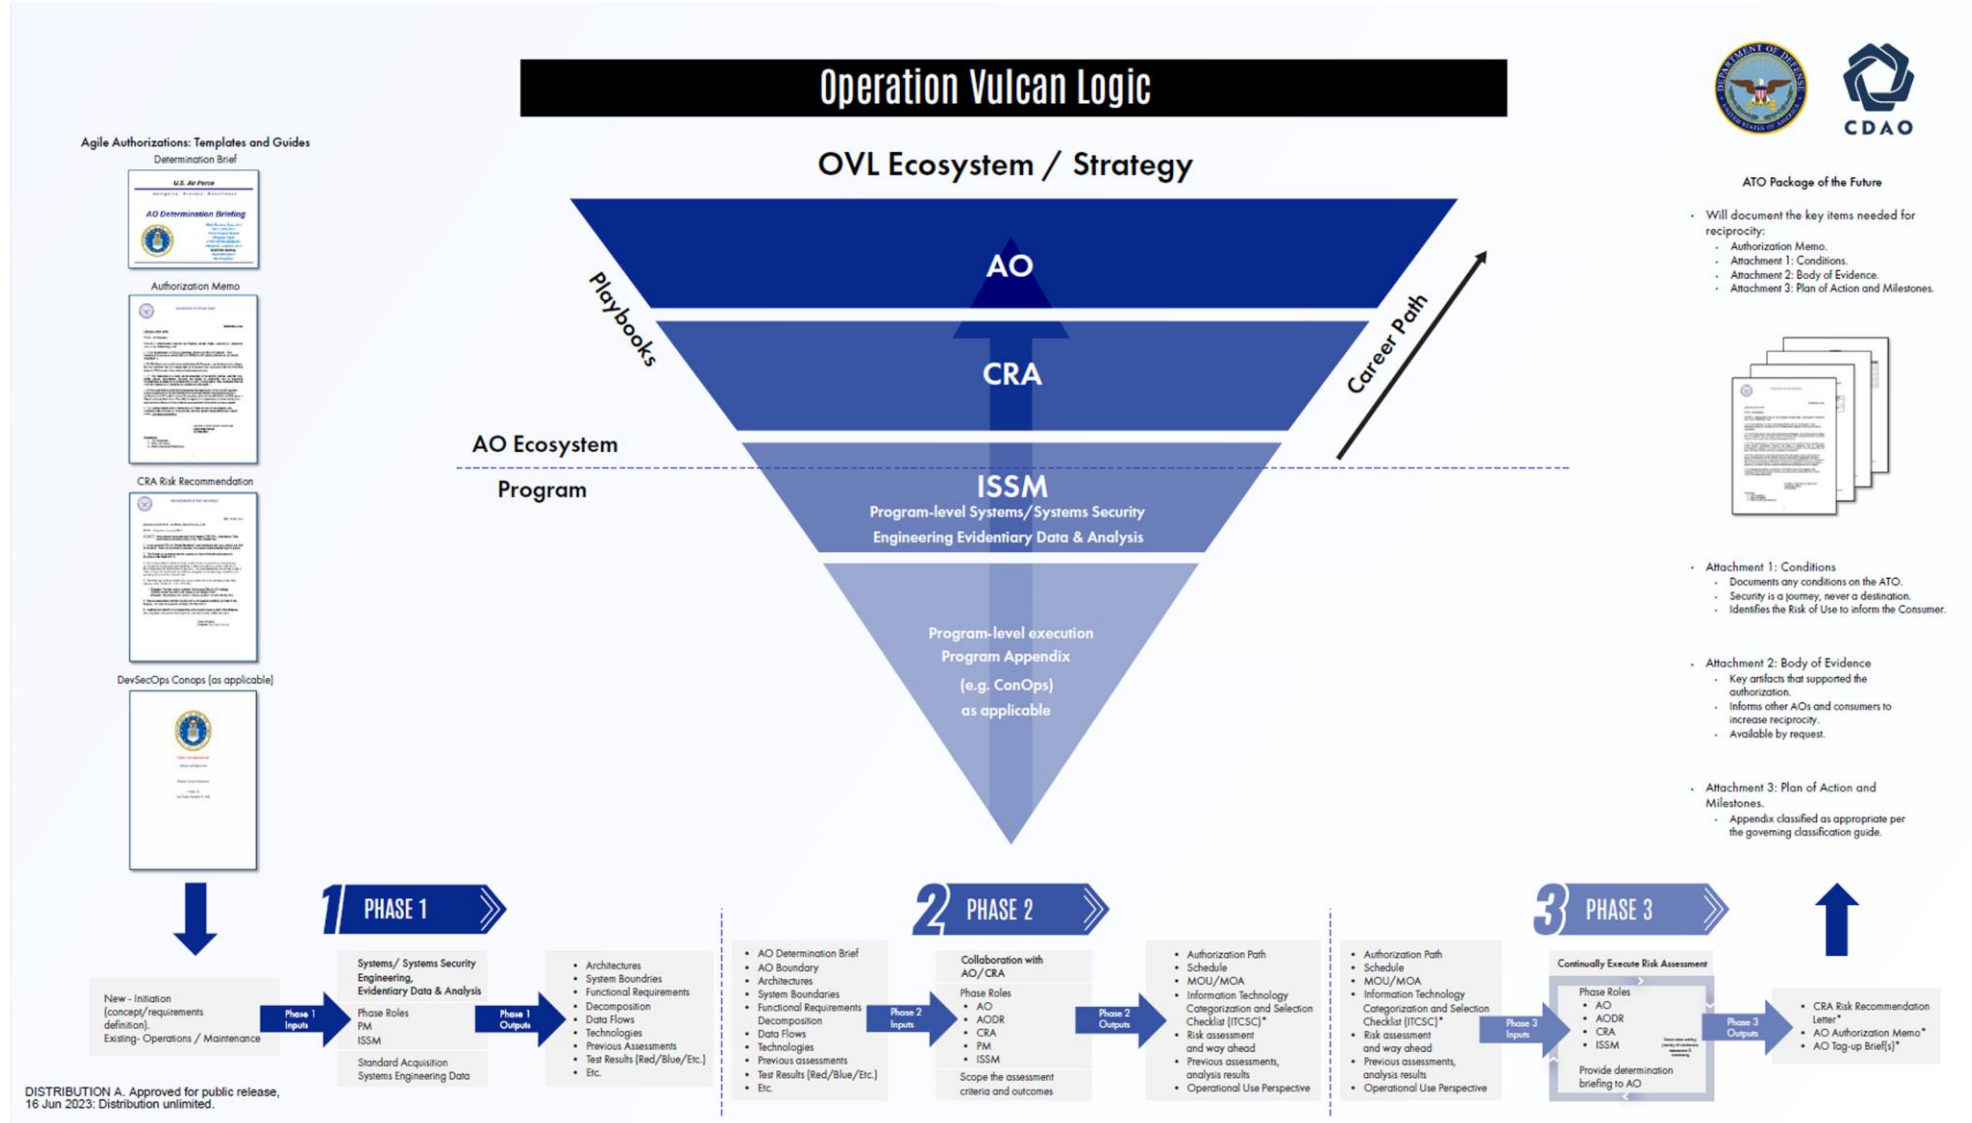 Operation Vulcan Logic
DEPARTMENT OF DEFENSE
UNITED STATES OF AMERICA
CDAO
OVL Ecosystem / Strategy
Agile Authorizations: Templates and Guides
Determination Brief
U.S. Air Force
AO Determination Briefing
Authorization Memo
CRA Risk Recommendation
DevSecOps Conops (as applicable)
Playbooks
AO
CRA
Career Path
AO Ecosystem
Program
ISSM
Program-level Systems/Systems Security
Engineering Evidentiary Data & Analysis
Program-level execution
Program Appendix
(e.g. ConOps)
as applicable
ATO Package of the Future
• Will document the key items needed for
reciprocity:
• Authorization Memo.
• Attachment 1: Conditions.
• Attachment 2: Body of Evidence.
• Attachment 3: Plan of Action and Milestones.
• Attachment 1: Conditions
• Documents any conditions on the ATO.
• Security is a journey, never a destination.
• Identifies the Risk of Use to inform the Consumer.
• Attachment 2: Body of Evidence
• Key artifacts that supported the
authorization.
• Informs other AOs and consumers to
increase reciprocity.
• Available by request.
• Attachment 3: Plan of Action and
Milestones.
• Appendix classified as appropriate per
the governing classification guide.
1 PHASE 1
New - Initiation
(concept/requirements
definition).
Existing- Operations / Maintenance
Phase 1
Inputs
Systems/ Systems Security
Engineering,
Evidentiary Data & Analysis
Phase Roles
PM
ISSM
Standard Acquisition
Systems Engineering Data
Phase 1
Outputs
• Architectures
• System Boundries
• Functional Requirements
• Decomposition
• Data Flows
• Technologies
• Previous Assessments
• Test Results (Red/Blue/Etc.)
• Etc.
2 PHASE 2
• AO Determination Brief
• AO Boundary
• Architectures
• System Boundaries
• Functional Requirements
Decomposition
• Data Flows
• Technologies
• Previous assessments
• Test Results (Red/Blue/Etc.)
• Etc.
Phase 2
Inputs
Collaboration with
AO/CRA
Phase Roles
• AO
• AODR
• CRA
• PM
• ISSM
Scope the assessment
criteria and outcomes
Phase 2
Outputs
• Authorization Path
• Schedule
• MOU/MOA
• Information Technology
Categorization and Selection
Checklist (ITCSC)*
• Risk assessment
and way ahead
• Previous assessments,
analysis results
• Operational Use Perspective
3 PHASE 3
• Authorization Path
• Schedule
• MOU/MOA
• Information Technology
Categorization and Selection
Checklist (ITCSC)*
• Risk assessment
and way ahead
• Previous assessments,
analysis results
• Operational Use Perspective
Phase 3
Inputs
Continually Execute Risk Assessment
Phase Roles
• AO
• AODR
• CRA
• ISSM
Provide determination
briefing to AO
Phase 3
Outputs
• CRA Risk Recommendation
Letter*
• AO Authorization Memo*
• AO Tag-up Brief(s)*
DISTRIBUTION A. Approved for public release,
16 Jun 2023: Distribution unlimited.